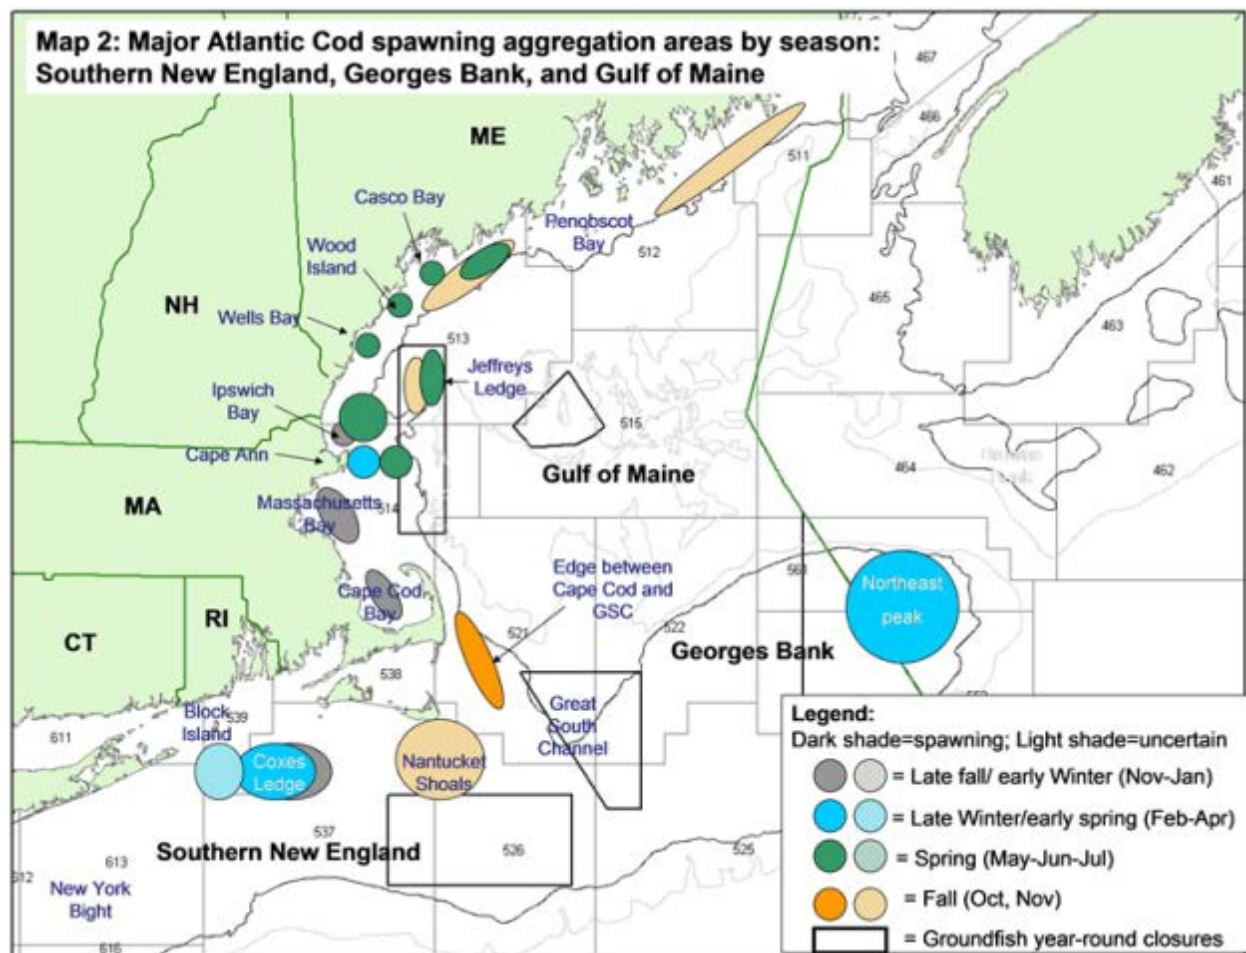 Map 2: Major Atlantic Cod spawning aggregation areas by season:
Southern New England, Georges Bank, and Gulf of Maine
467
ME
466
511
461
Casco Bay
Penobscot
Bay
Wood
Island
512
NH
465
Wells Bay
463
513
Jeffreys
Ledge
Ipswich
Bay
515
Cape Ann
Gulf of Maine
464
462
MA
Massachusetts
Bay
514
Edge between
Cape Cod and
GSC
561
Northeast
peak
Cape Cod
Bay
RI
521
522
CT
Georges Bank
538
Block
Island
539
Great
South
Channel
611
Coxes
Ledge
Nantucket
Shoals
537
Southern New England
526
525
613
New York
Bight
616
Legend:
Dark shade=spawning; Light shade=uncertain
= Late fall/ early Winter (Nov-Jan)
= Late Winter/early spring (Feb-Apr)
= Spring (May-Jun-Jul)
= Fall (Oct, Nov)
= Groundfish year-round closures